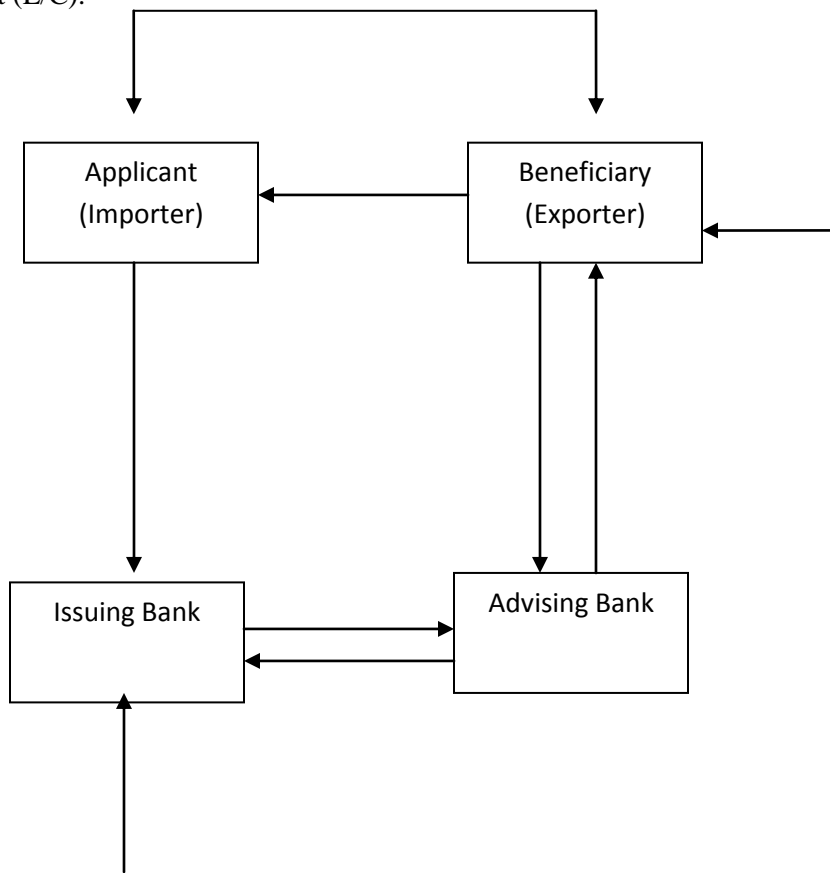 (L/C).
Applicant
(Importer)
Beneficiary
(Exporter)
Issuing Bank
Advising Bank